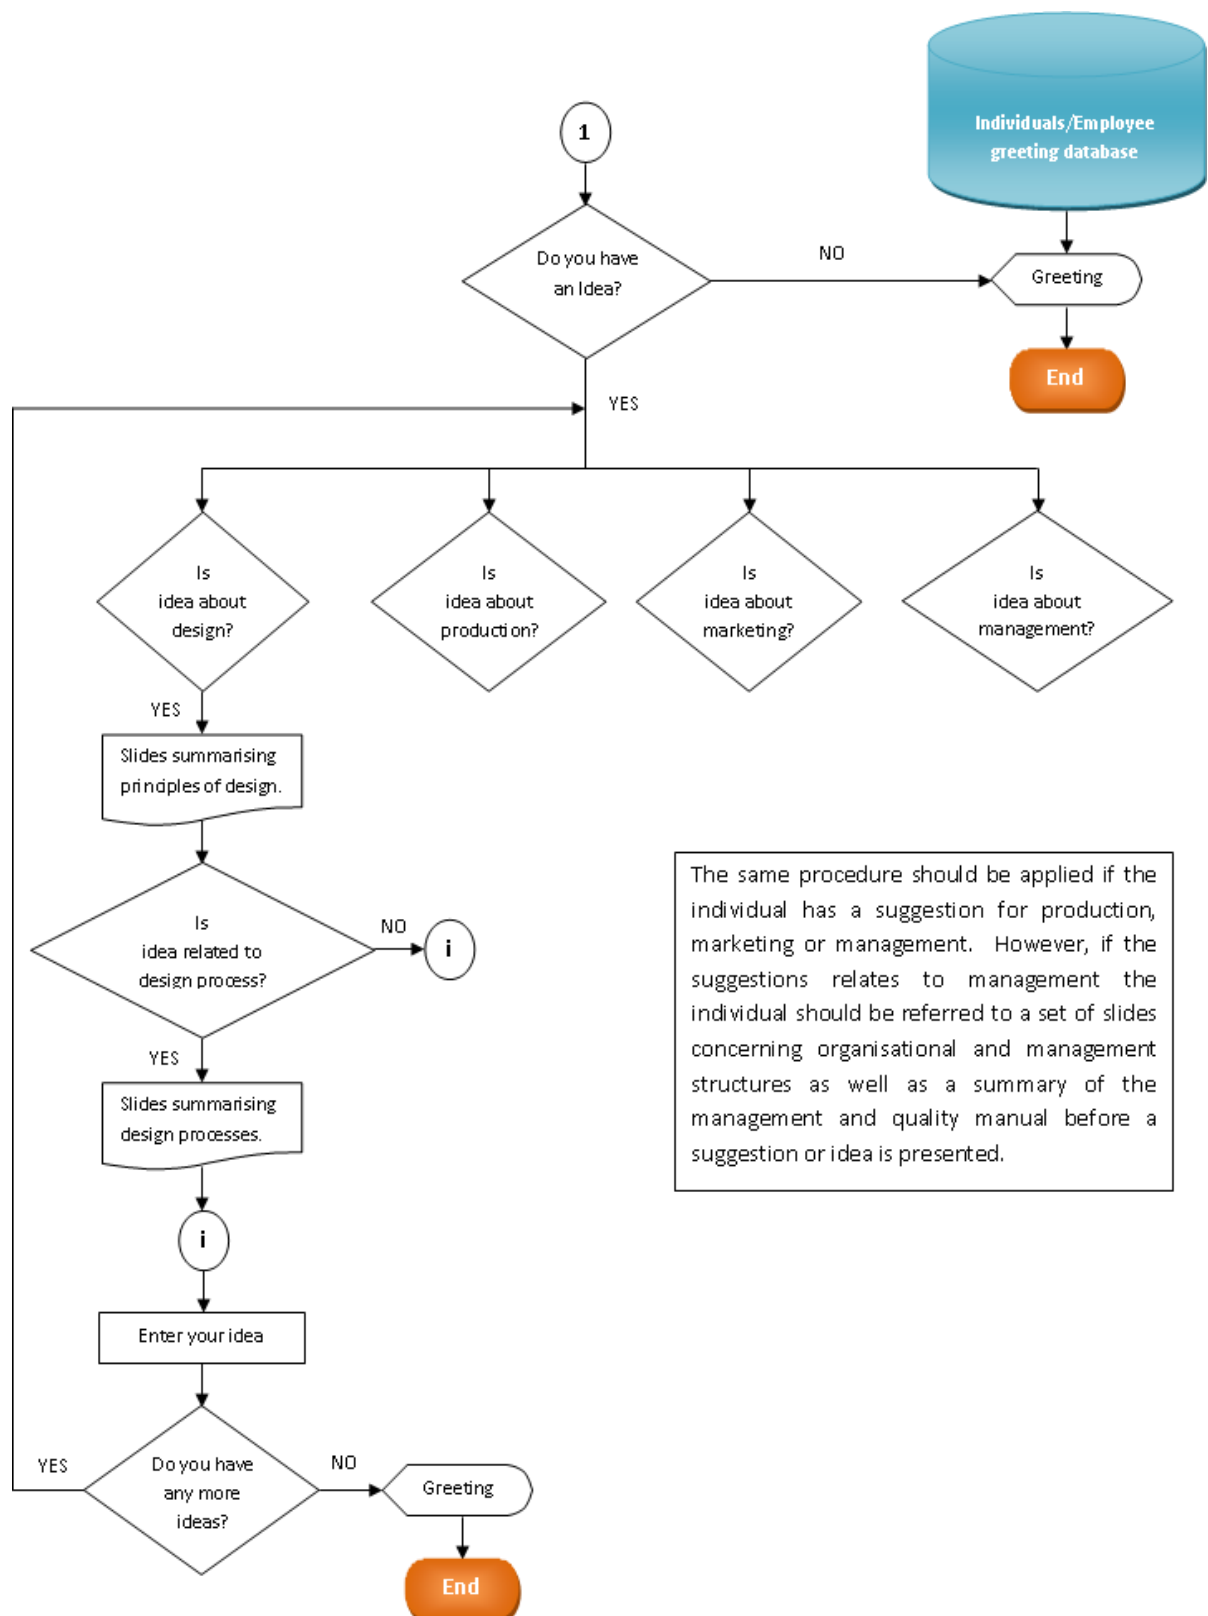 Individuals/Employee
greeting database
1
Do you have
an Idea?
NO
Greeting
End
YES
Is
idea about
design?
Is
idea about
production?
Is
idea about
marketing?
Is
idea about
management?
YES
Slides summarising
principles of design.
Is
idea related to
design process?
NO
i
YES
Slides summarising
design processes.
i
Enter your idea
Do you have
any more
ideas?
YES
NO
Greeting
End
The same procedure should be applied if the
individual has a suggestion for production,
marketing or management. However, if the
suggestions relates to management the
individual should be referred to a set of slides
concerning organisational and management
structures as well as a summary of the
management and quality manual before a
suggestion or idea is presented.